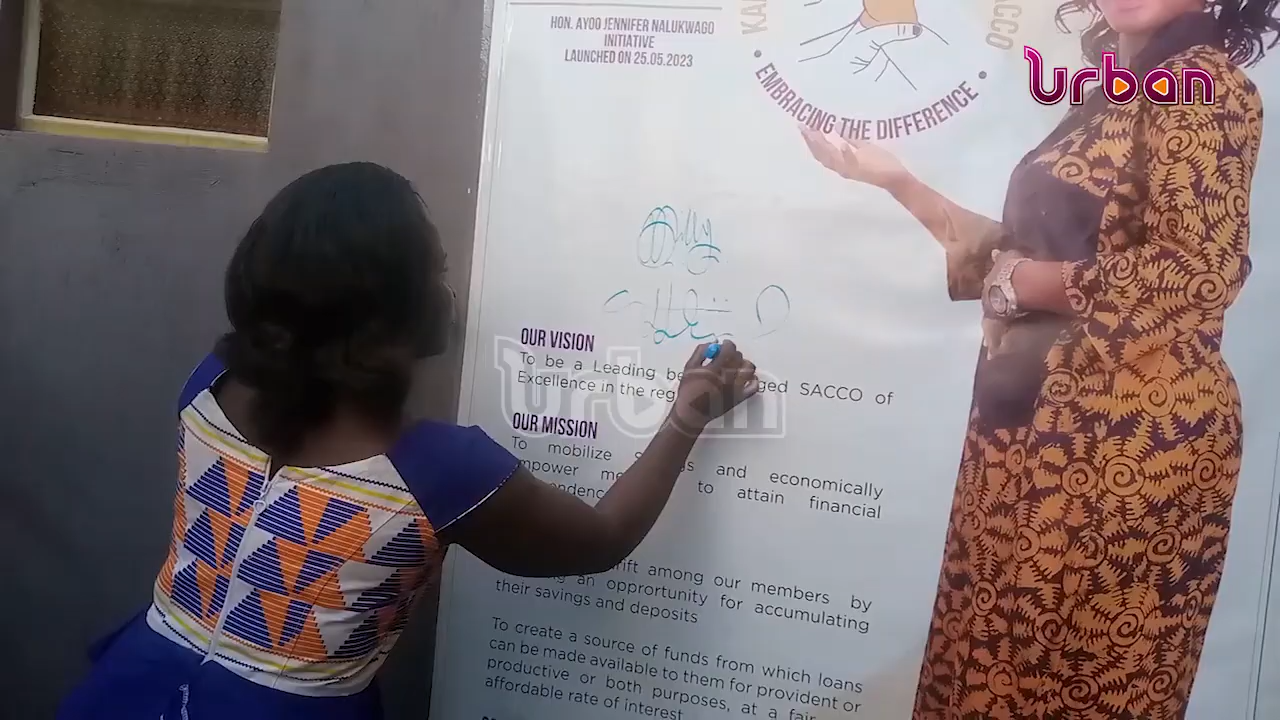 HON. AYOO JENNIFER NALUKWAGO
INITIATIVE
LAUNCHED ON 25.05.2023
EMBRACING THE DIFFERENCE
Urban
OUR VISION
To be a Leading SACCO of
Excellence in the
Urban
OUR MISSION
To mobilize and economically
to attain financial
among our members by
an opportunity for accumulating
their savings and deposits
To create a source of funds from which loans
can be made available to them for provident or
productive or both purposes, at a fair
affordable rate of interest